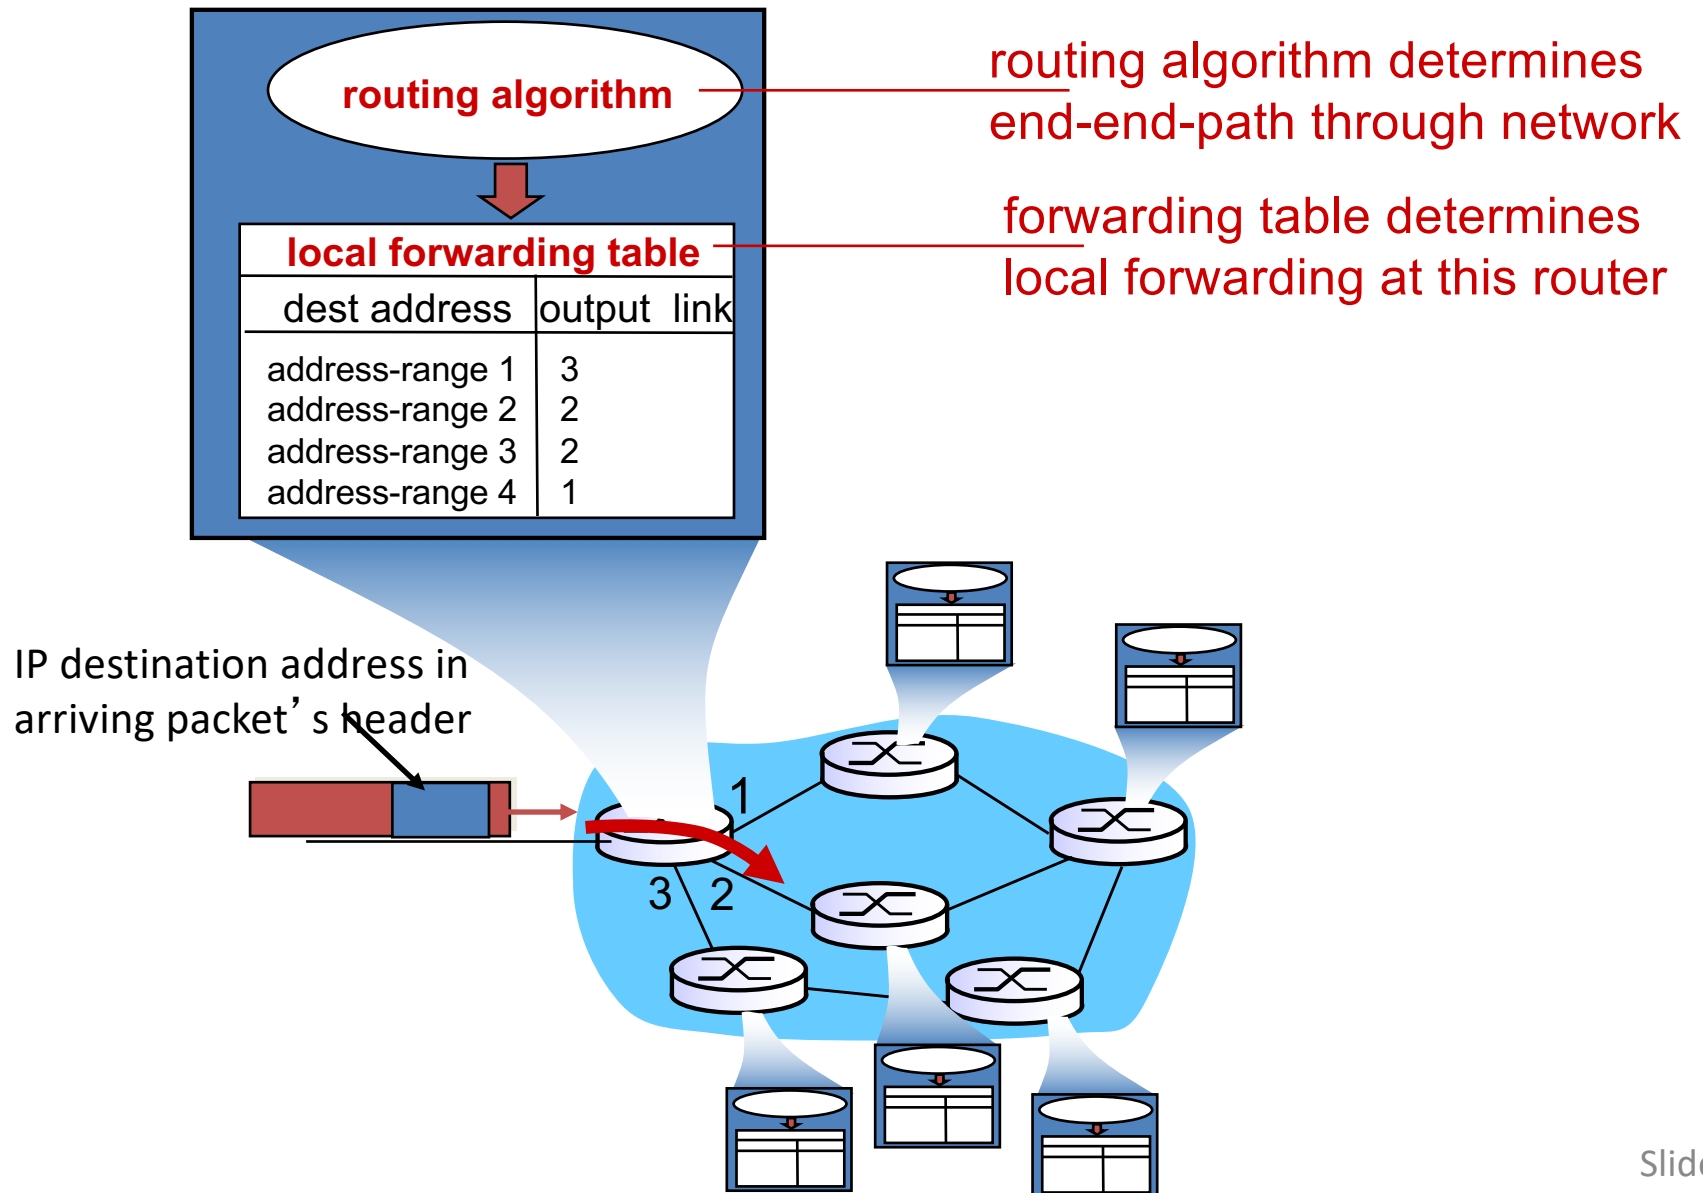 routing algorithm
routing algorithm determines
end-end-path through network
local forwarding table
forwarding table determines
local forwarding at this router
dest address output link
address-range 1 3
address-range 2 2
address-range 3 2
address-range 4 1
IP destination address in
arriving packet’s header
1
3 2